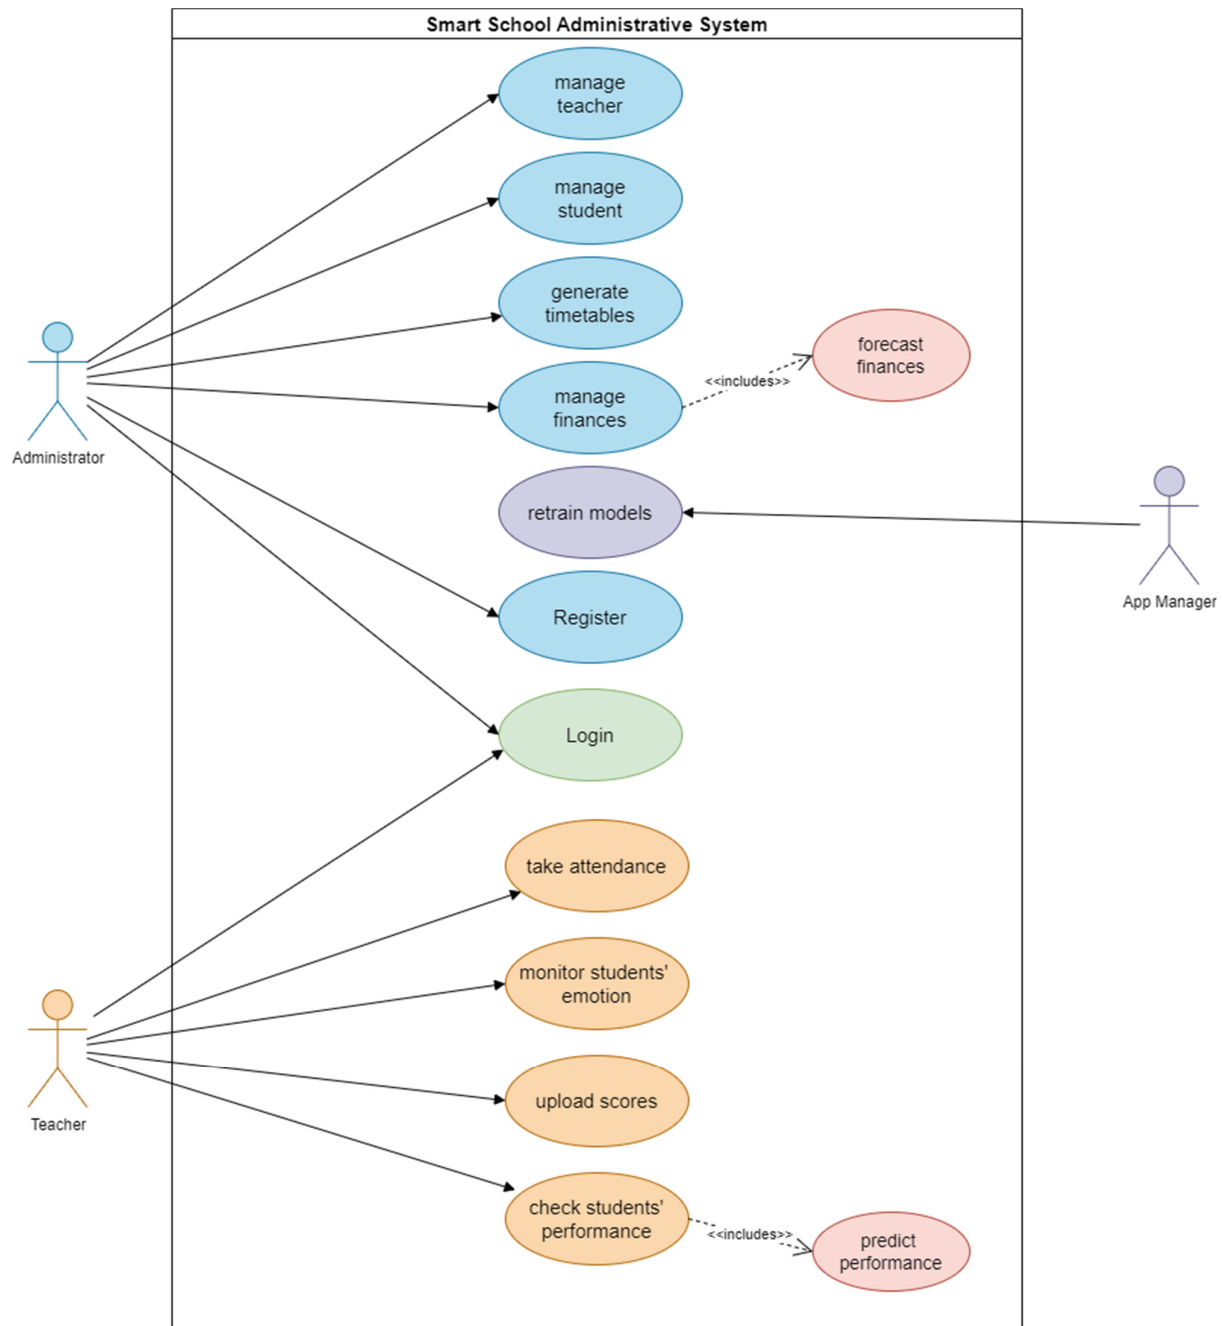 Smart School Administrative System
manage
teacher
manage
student
generate
timetables
forecast
finances
<<includes>>
manage
finances
Administrator
retrain models
App Manager
Register
Login
take attendance
monitor students'
emotion
Teacher
upload scores
check students'
performance
<<includes>>
predict
performance